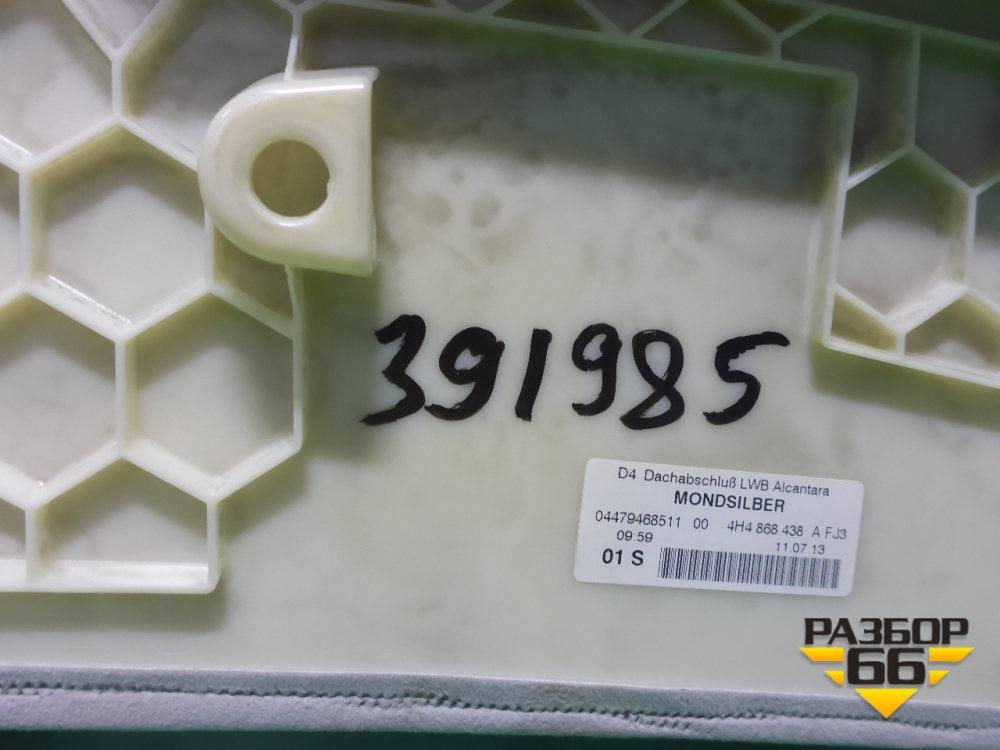 391985
D4 Dachabschluß LWB Alcantara
MONDSILBER
04479468511 00 4H4 868 438 A FJ3
09:59 11.07.13
01 S
РАЗБОР
66